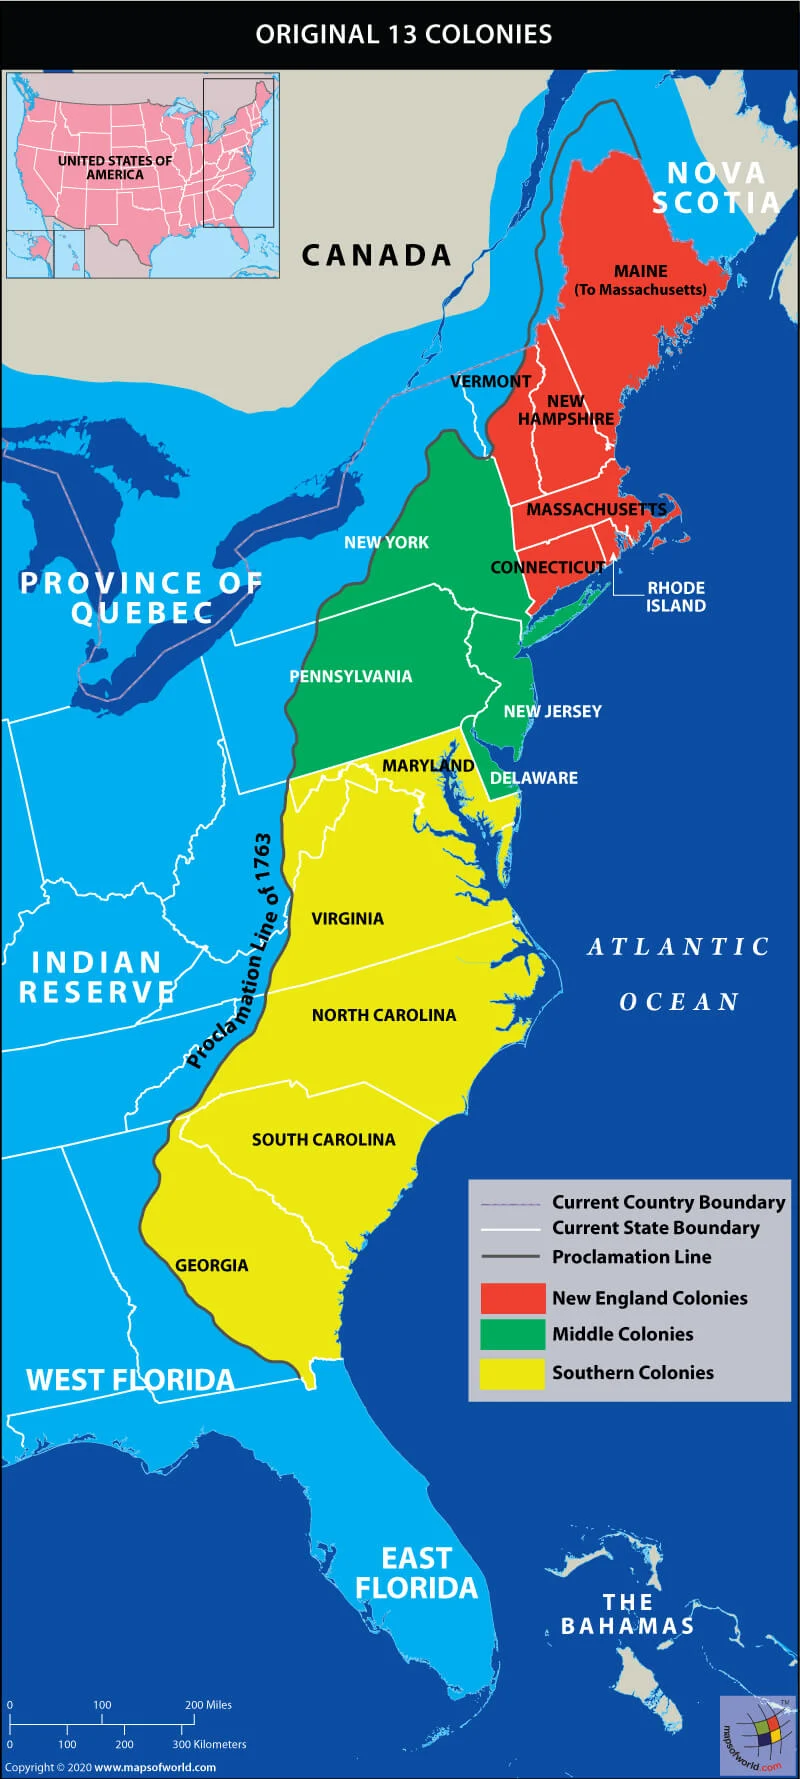 ORIGINAL 13 COLONIES
UNITED STATES OF
AMERICA
NOVA
SCOTIA
CANADA
MAINE
(To Massachusetts)
VERMONT
NEW
HAMPSHIRE
MASSACHUSETTS
NEW YORK
CONNECTICUT
PROVINCE OF
QUEBEC
RHODE
ISLAND
PENNSYLVANIA
NEW JERSEY
MARYLAND
DELAWARE
Proclamation Line of 1763
VIRGINIA
INDIAN
RESERVE
ATLANTIC
OCEAN
NORTH CAROLINA
SOUTH CAROLINA
GEORGIA
Current Country Boundary
Current State Boundary
Proclamation Line
New England Colonies
Middle Colonies
Southern Colonies
WEST FLORIDA
EAST
FLORIDA
THE
BAHAMAS
0 100 200 Miles
0 100 200 300 Kilometers
Copyright © 2020 www.mapsofworld.com
TM
mapsofworld.com